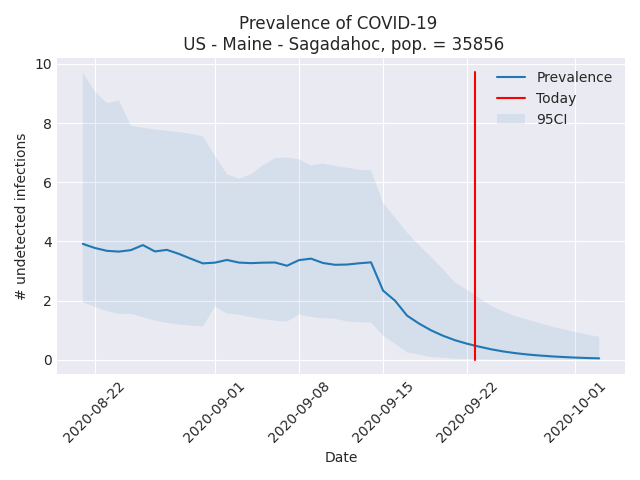 Prevalence of COVID-19
US - Maine - Sagadahoc, pop. = 35856
10
8
6
4
2
0
# undetected infections
Prevalence
Today
95CI
2020-08-22
2020-09-01
2020-09-08
2020-09-15
2020-09-22
2020-10-01
Date